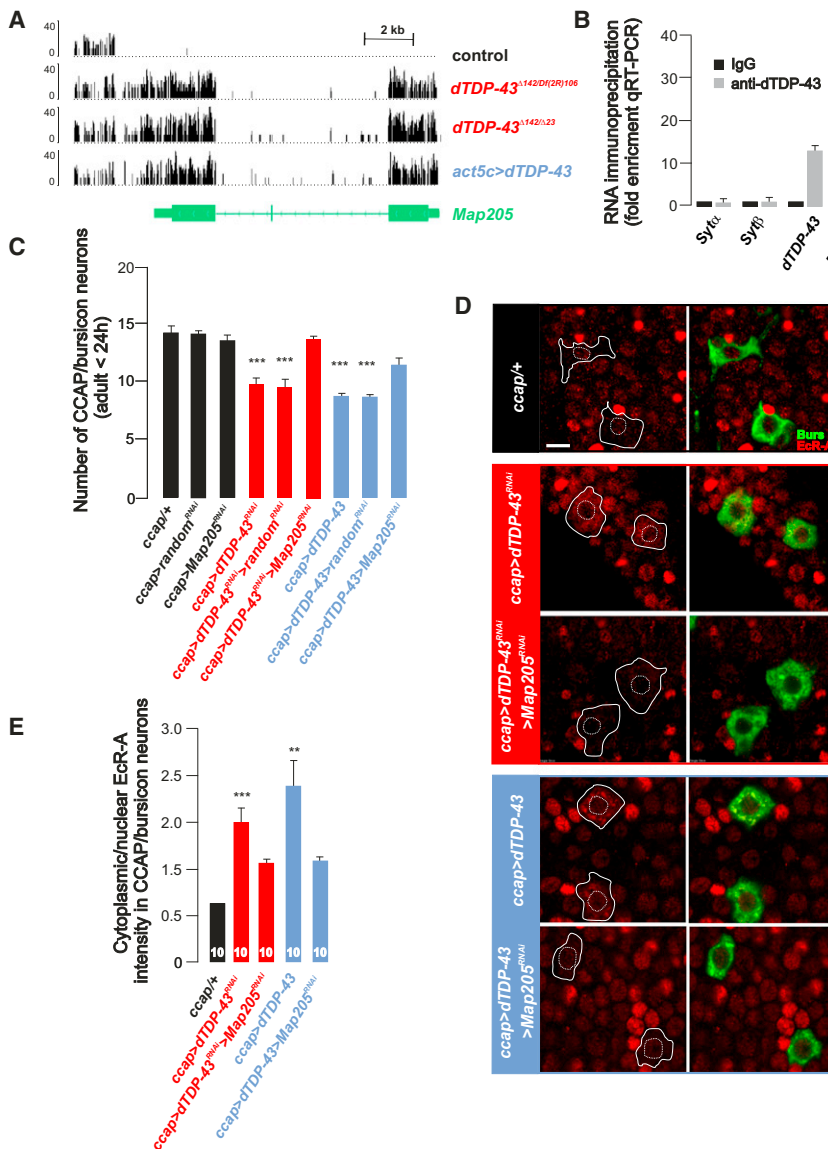 A
40
0
2 kb
control
40
0
dTDP-43Δ142/Df(2R)106
40
0
dTDP-43Δ142/Δ23
40
0
act5c>dTDP-43
Map205
B
RNA immunoprecipitation
(fold enricment qRT-PCR)
40
30
20
10
0
IgG
anti-dTDP-43
Sytα
Sytβ
dTDP-43
C
Number of CCAP/bursicon neurons
(adult < 24h)
20
15
10
5
0
***
***
***
***
ccap/+
ccap>randomRNAi
ccap>Map205RNAi
ccap>dTDP-43RNAi
ccap>dTDP-43RNAi>randomRNAi
ccap>dTDP-43RNAi>Map205RNAi
ccap>dTDP-43
ccap>dTDP-43>randomRNAi
ccap>dTDP-43>Map205RNAi
D
ccap/+
Burs
EcR-
ccap>dTDP-43RNAi
ccap>dTDP-43RNAi
>Map205RNAi
ccap>dTDP-43
ccap>dTDP-43
>Map205RNAi
E
Cytoplasmic/nuclear EcR-A
intensity in CCAP/bursicon neurons
3.0
2.5
2.0
1.5
0.5
0
***
**
10
10
10
10
10
ccap/+
ccap>dTDP-43RNAi
ccap>dTDP-43RNAi>Map205RNAi
ccap>dTDP-43
ccap>dTDP-43>Map205RNAi